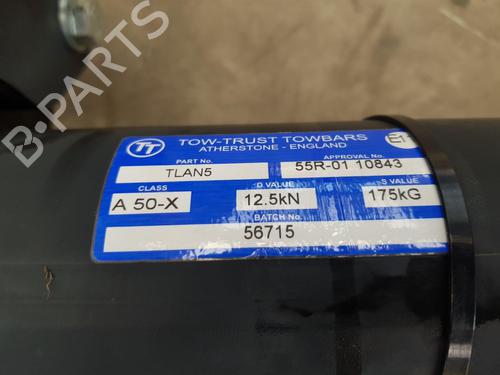 B-PARTS
TT
TOW-TRUST TOWBARS
ATHERSTONE - ENGLAND
E1
PART No.
APPROVAL No.
TLAN5
55R-01 10843
CLASS
D VALUE
S VALUE
A 50-X
12.5kN
175kG
BATCH No.
56715